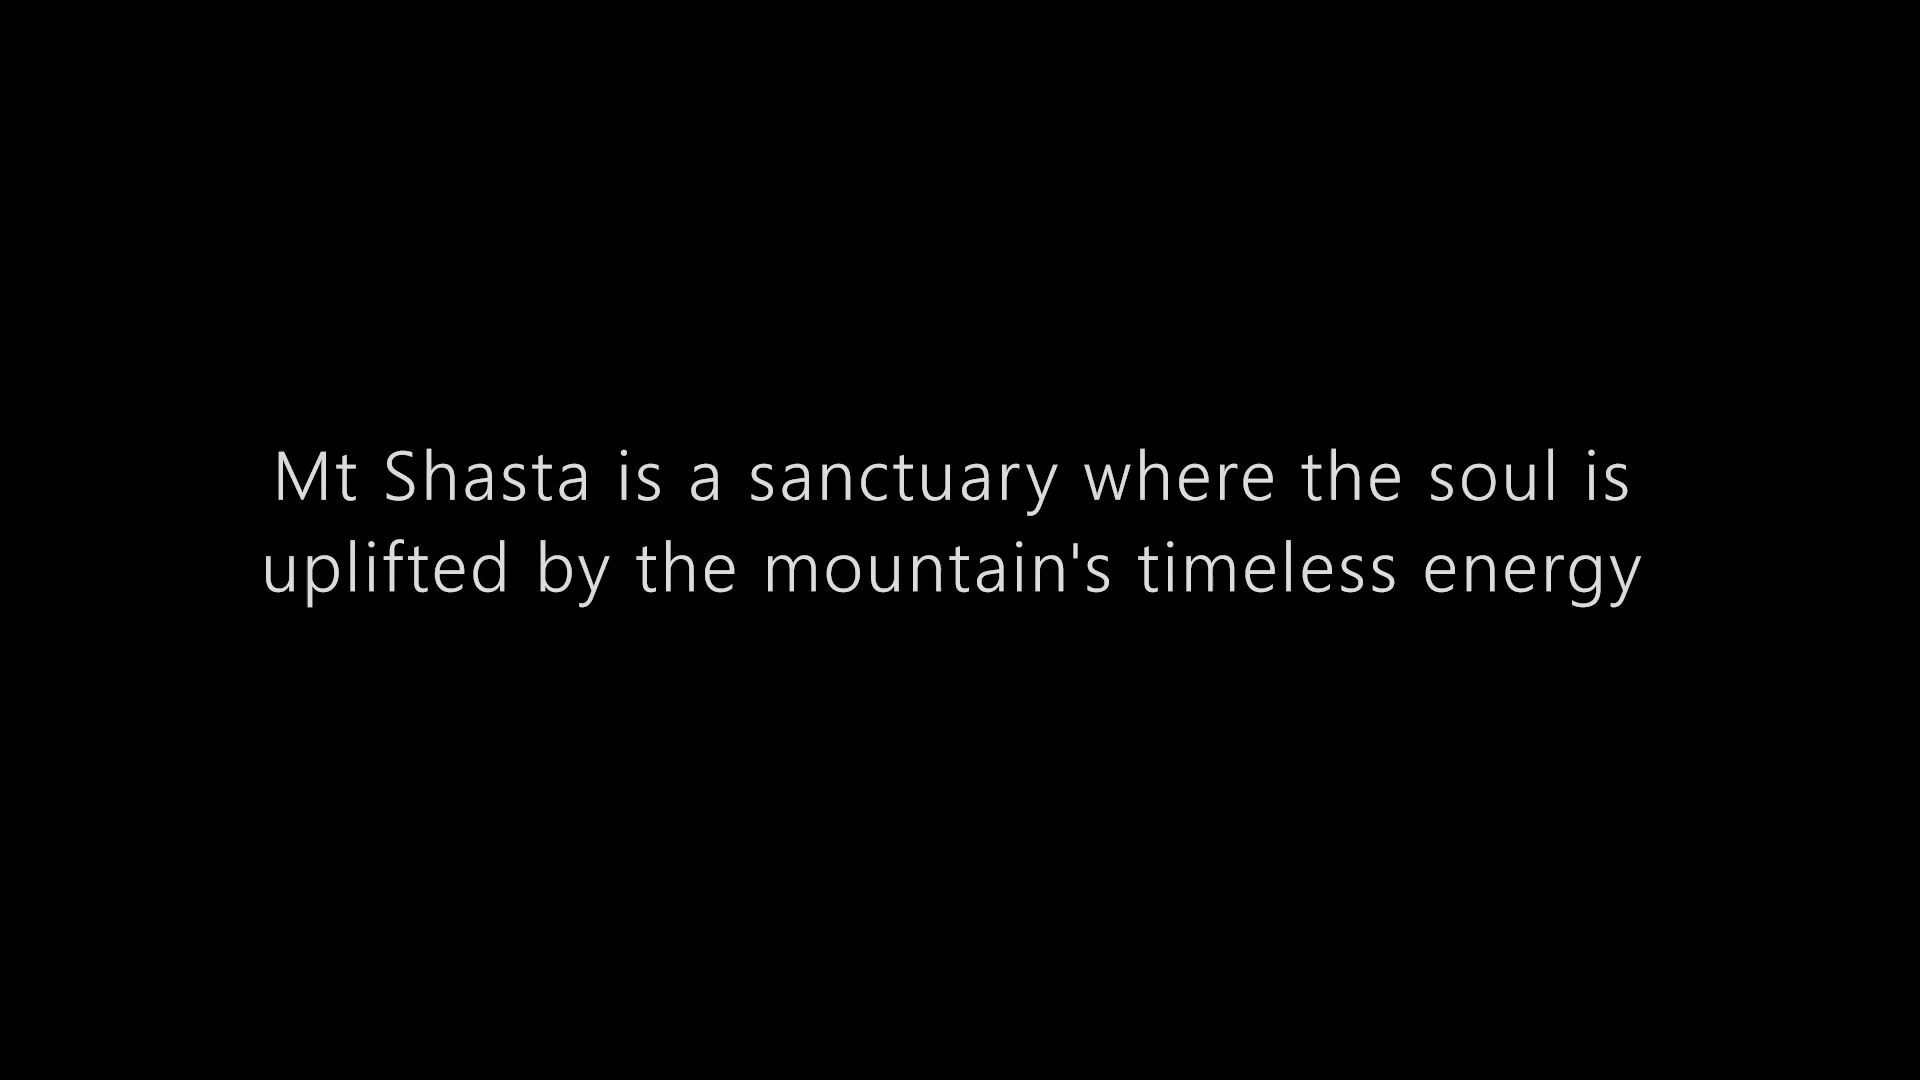 Mt Shasta is a sanctuary where the soul is
uplifted by the mountain's timeless energy